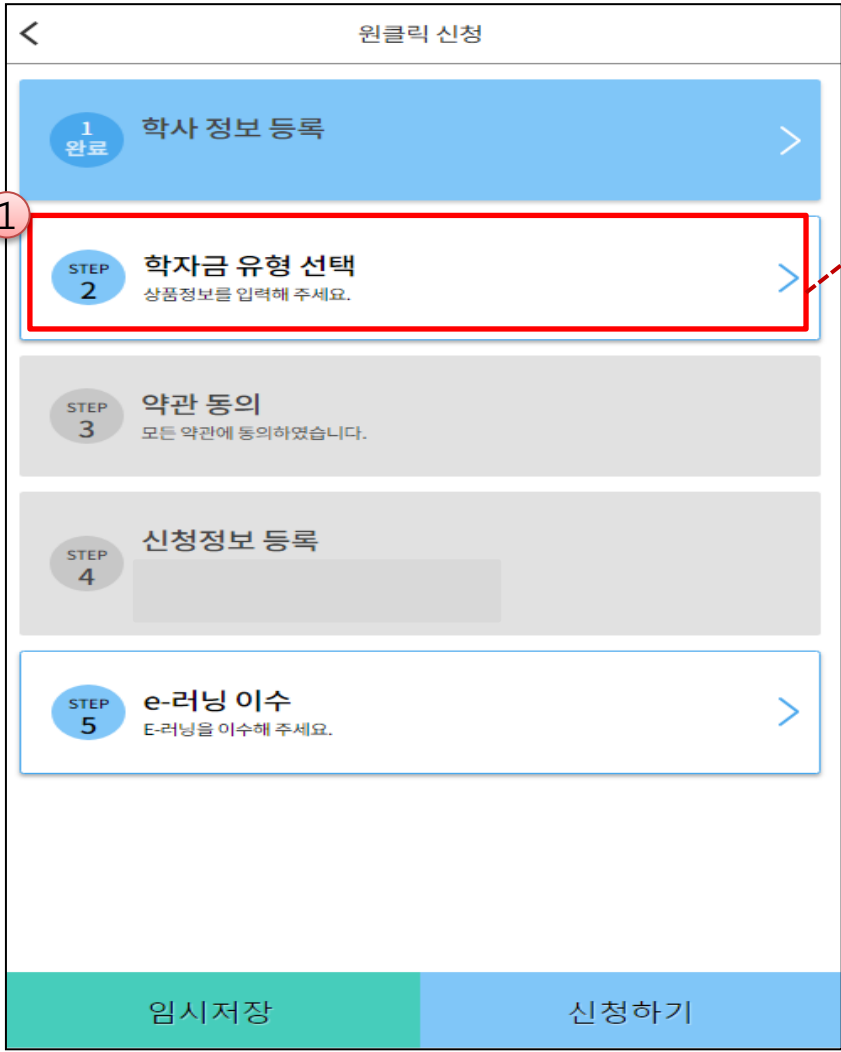 원클릭 신청
1
완료
학사 정보 등록
1
STEP
2
학자금 유형 선택
상품정보를 입력해 주세요.
STEP
3
약관 동의
모든 약관에 동의하였습니다.
STEP
4
신청정보 등록
STEP
5
e-러닝 이수
E-러닝을 이수해 주세요.
임시저장
신청하기